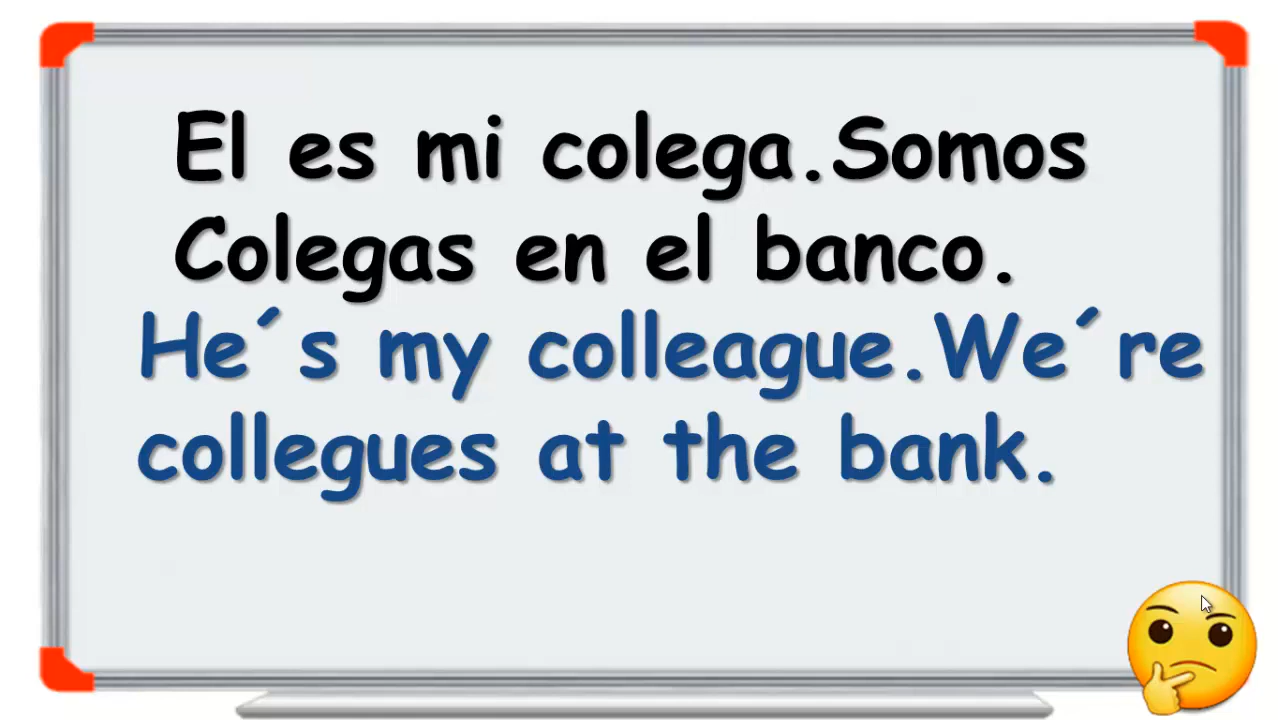 El es mi colega.Somos
Colegas en el banco.
He´s my colleague.We´re
collegues at the bank.